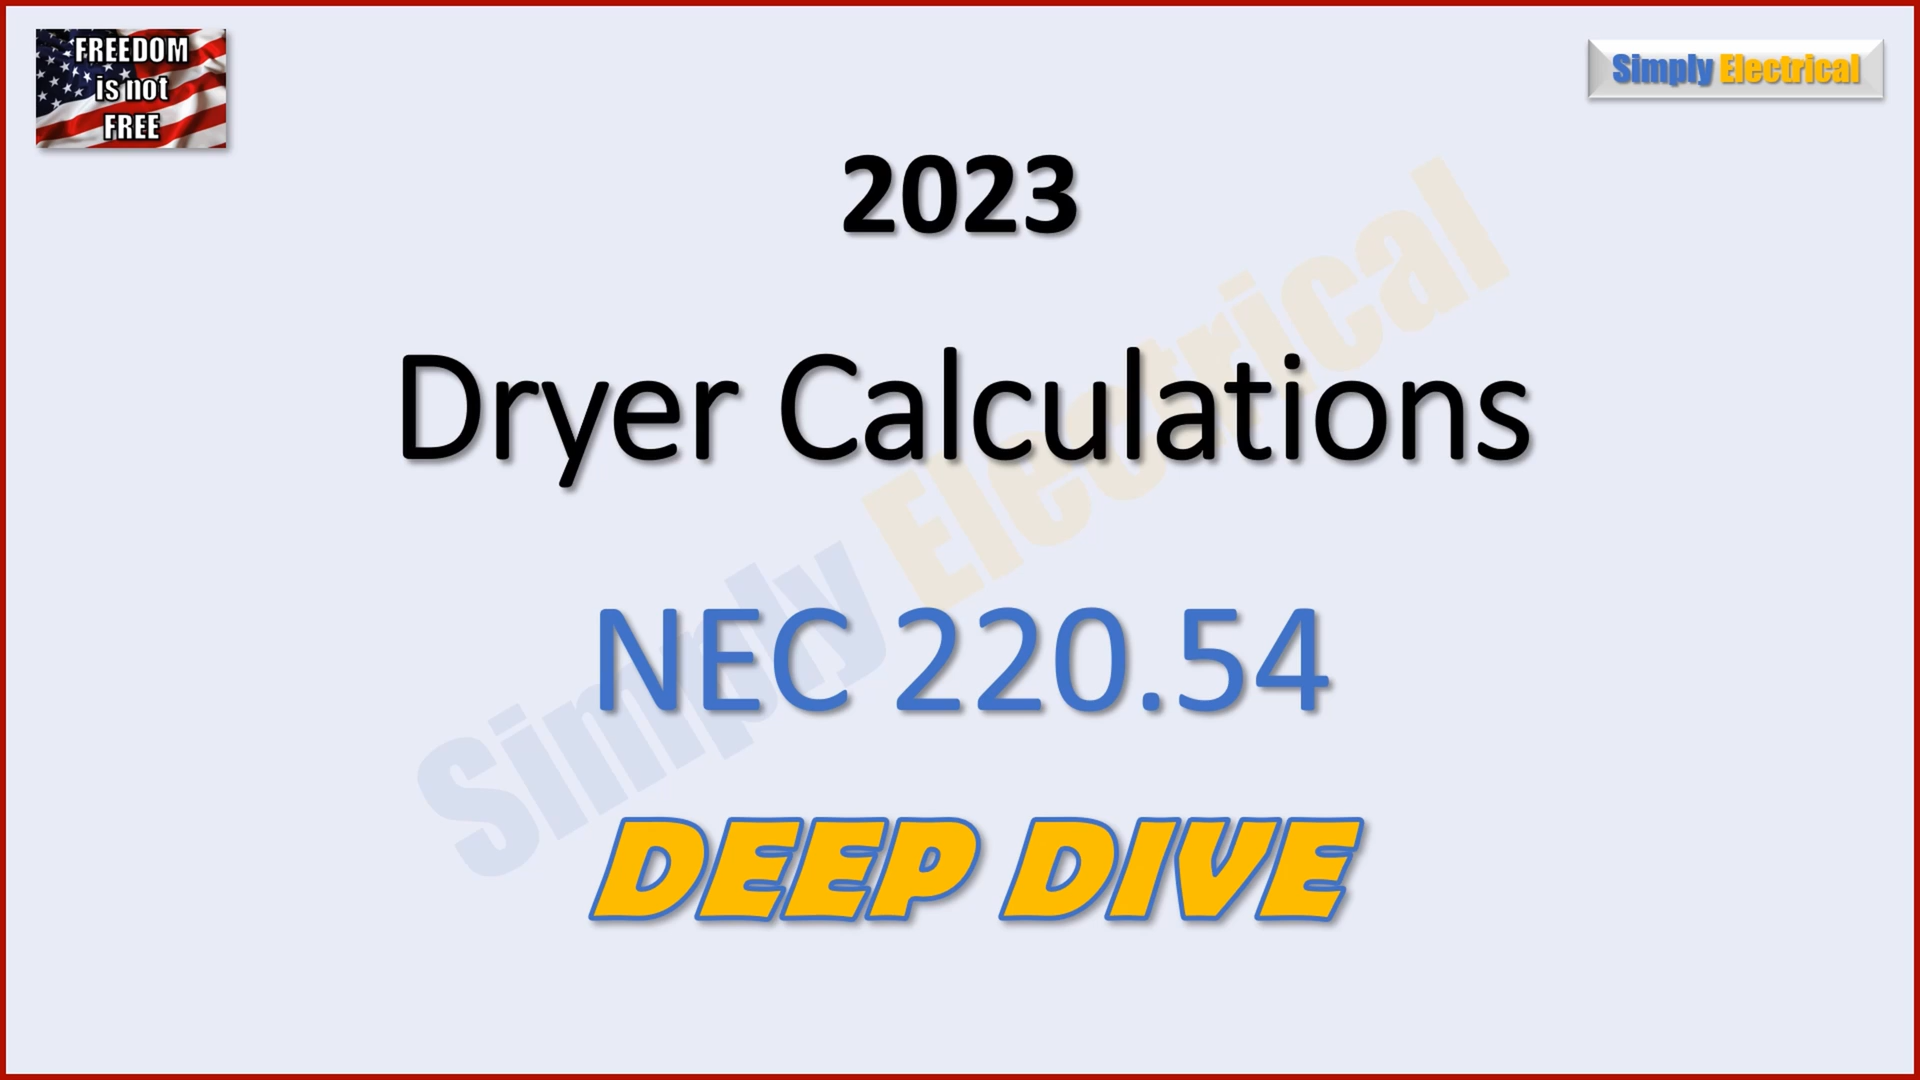 FREEDOM
is not
FREE
Simply Electrical
2023
Dryer Calculations
NEC 220.54
DEEP DIVE
Simply Electrical